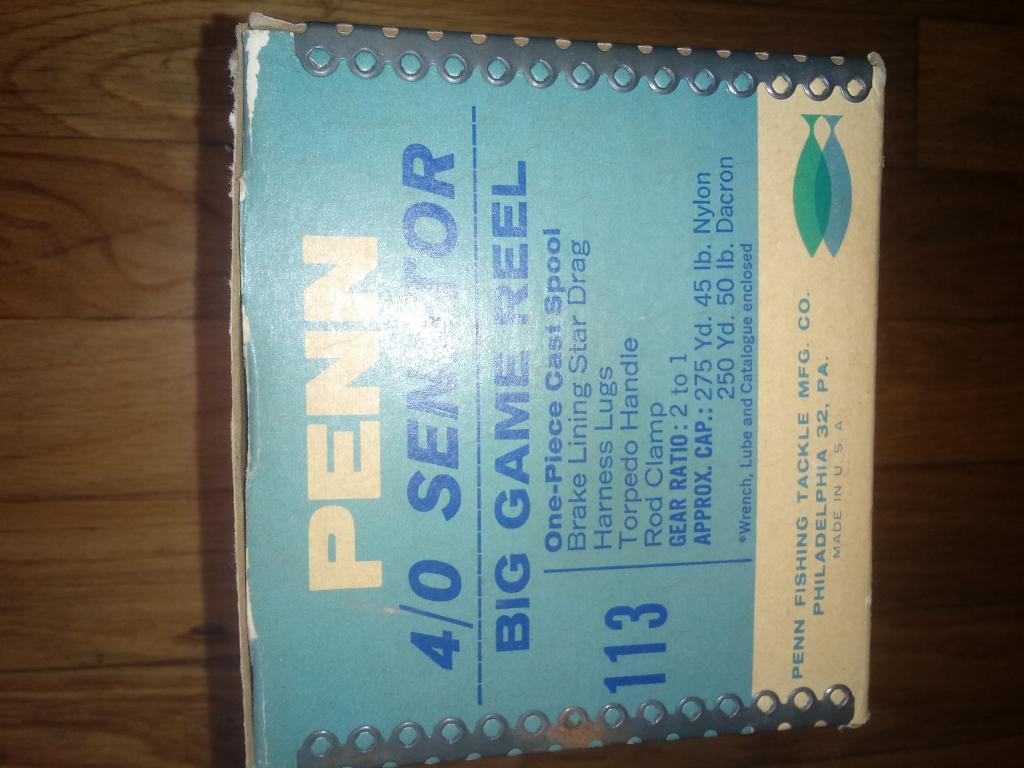 PENN
4/0 SENATOR
BIG GAME REEL
113
One-Piece Cast Spool
Brake Lining Star Drag
Harness Lugs
Torpedo Handle
Rod Clamp
GEAR RATIO: 2 to 1
APPROX. CAP.: 275 Yd. 45 lb. Nylon
250 Yd. 50 lb. Dacron
*Wrench, Lube and Catalogue enclosed
PENN FISHING TACKLE MFG. CO.
PHILADELPHIA 32, PA.
MADE IN U. S. A.